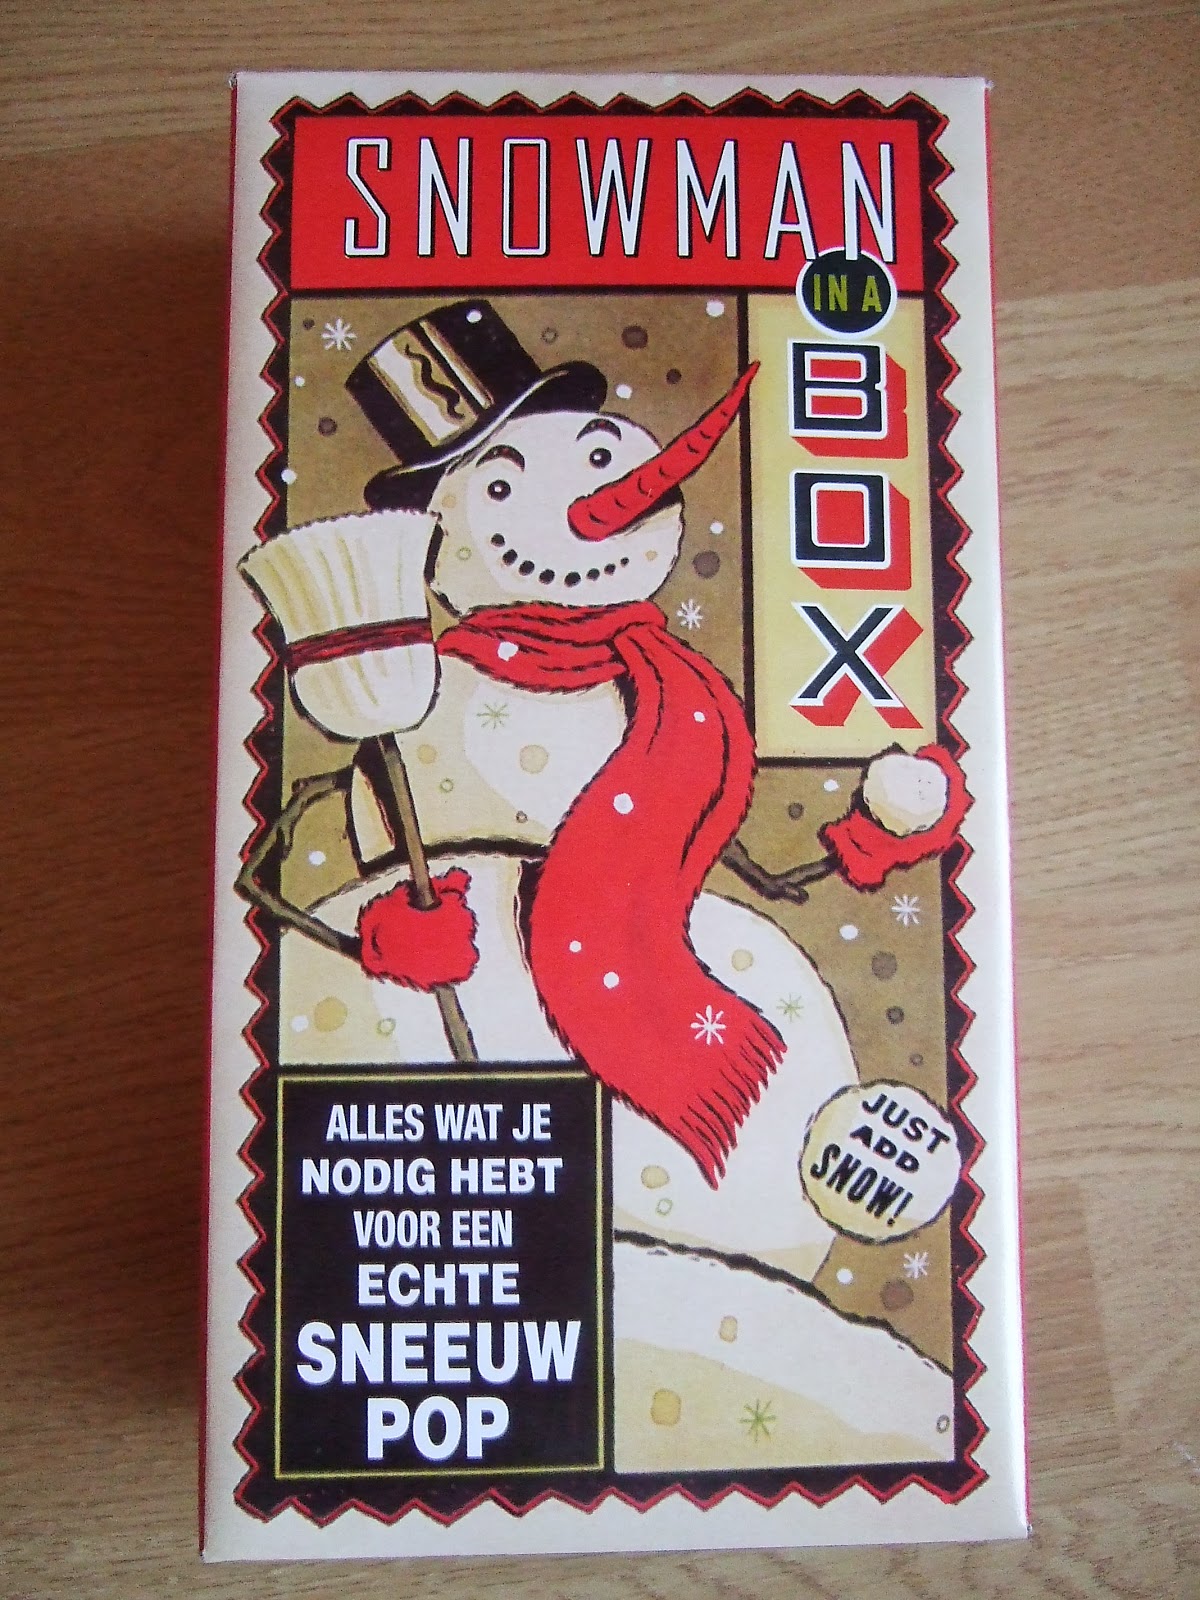 SNOWMAN
IN A
BOX
JUST
ADD
SNOW!
ALLES WAT JE
NODIG HEBT
VOOR EEN
ECHTE
SNEEUW
POP